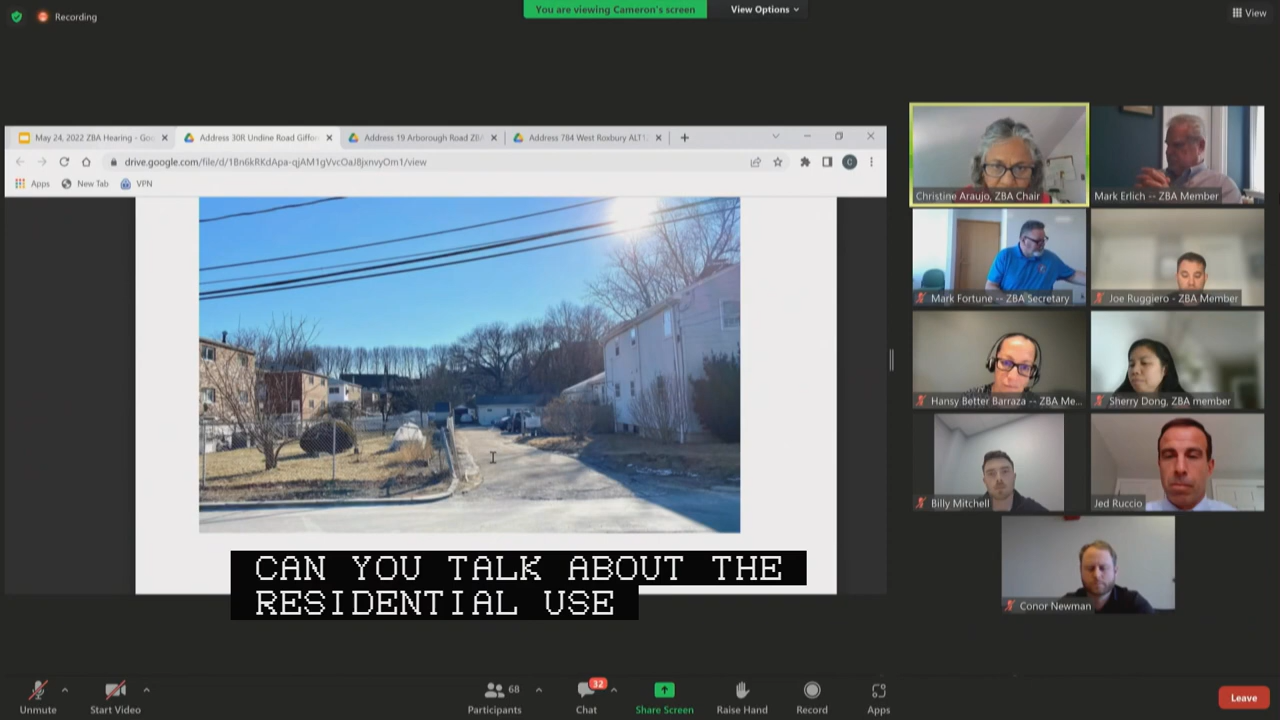 Recording
You are viewing Cameron's screen
View Options
View
May 24, 2022 ZBA Hearing - Goo
Address 30R Undine Road Giffor
Address 19 Arborough Road ZBA
Address 784 West Roxbury ALT1.
drive.google.com/file/d/1Bn6kRKdApa-qjAM1gVvcOaJ8jxnvyOm1/view
Apps
New Tab
VPN
Christine Araujo, ZBA Chair
Mark Erlich -- ZBA Member
Mark Fortune -- ZBA Secretary
Joe Ruggiero - ZBA Member
Hansy Better Barraza -- ZBA Me...
Sherry Dong, ZBA member
Billy Mitchell
Jed Ruccio
Conor Newman
CAN YOU TALK ABOUT THE
RESIDENTIAL USE
Unmute
Start Video
Participants
68
Chat
32
Share Screen
Raise Hand
Record
Apps
Leave